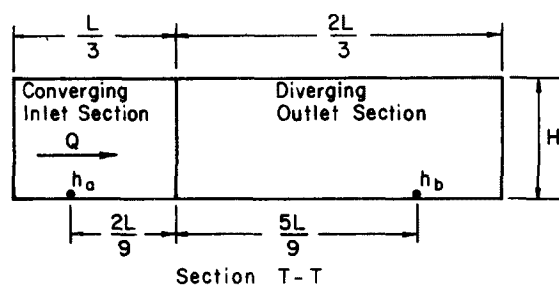 L/3
2L/3
Converging
Inlet Section
Diverging
Outlet Section
H
Q
hₐ
h_b
2L/9
5L/9
Section T-T